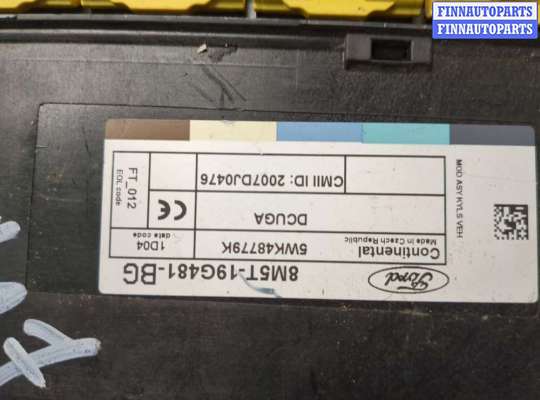 FINNAUTOPARTS
FINNAUTOPARTS
Ford
8M5T-19G481-BG
Continental
Made in Czech Republic
5WK48779K
1D04
date code
DCUGA
CE
CMII ID: 2007DJ0476
FT_012
EOL code
MOD ASY KYLS VEH